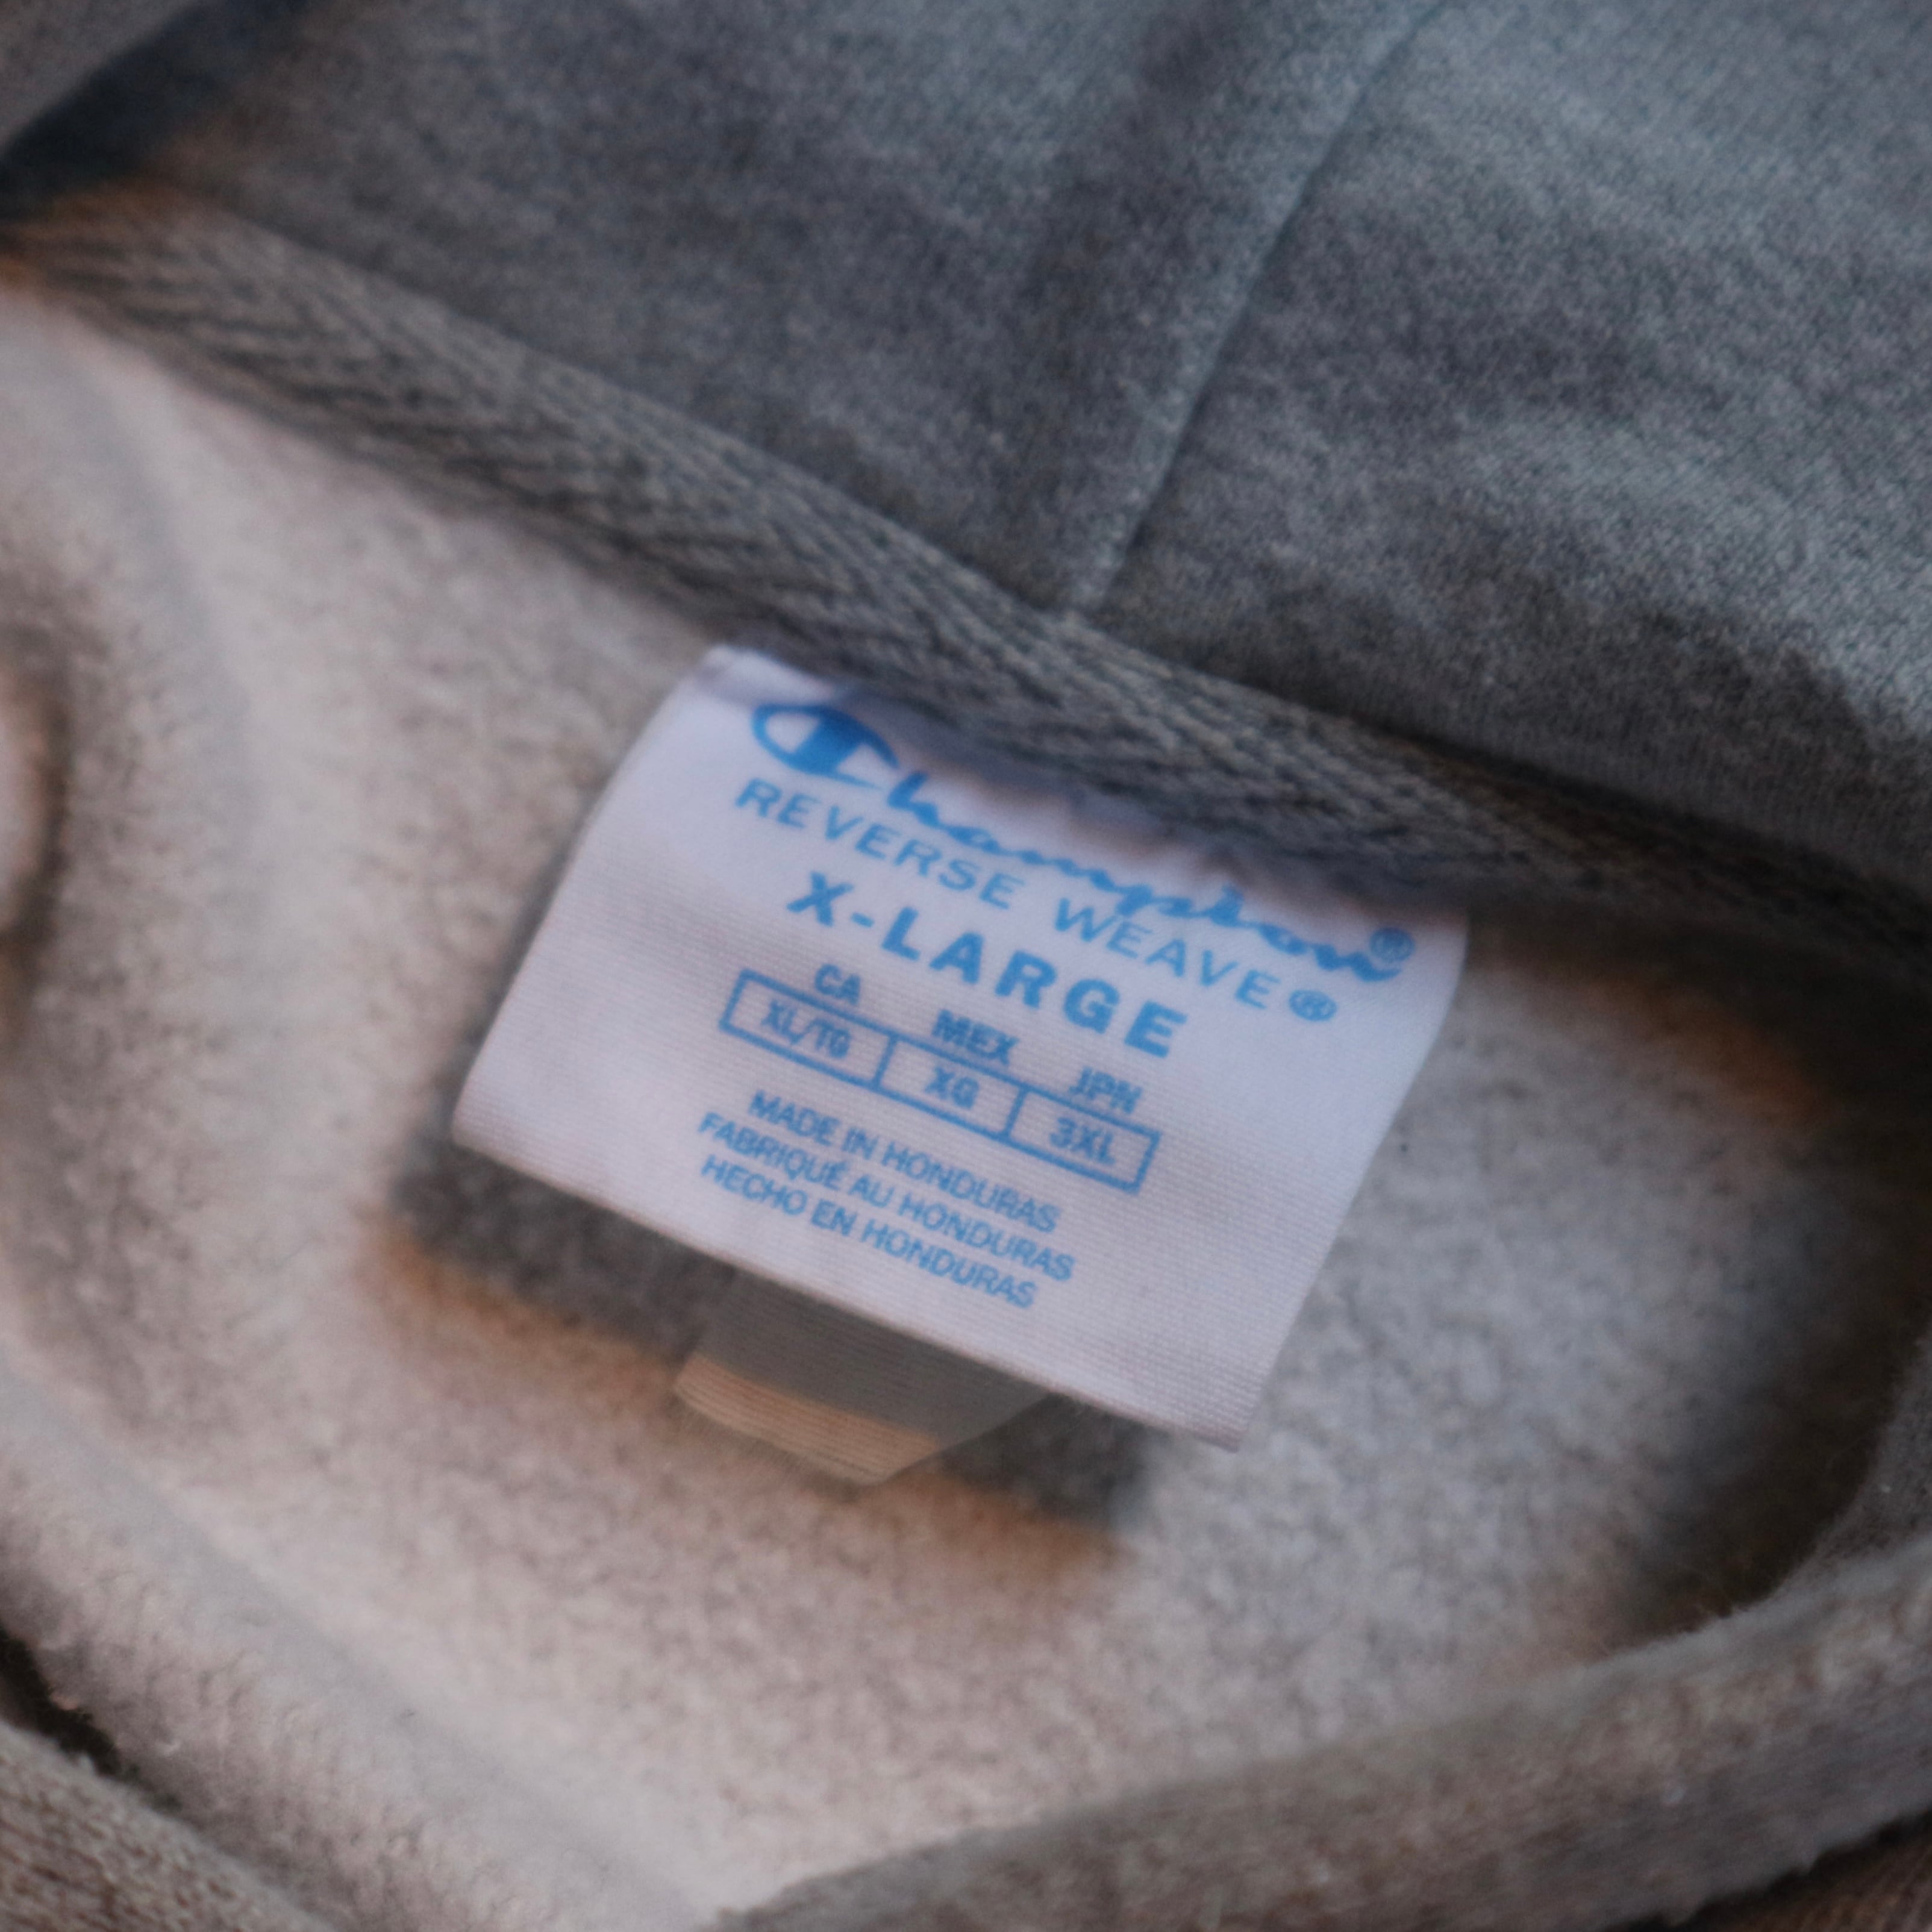 Champion®
REVERSE WEAVE®
X-LARGE
CA MEX JPN
XL/TG XG 3XL
MADE IN HONDURAS
FABRIQUÉ AU HONDURAS
HECHO EN HONDURAS